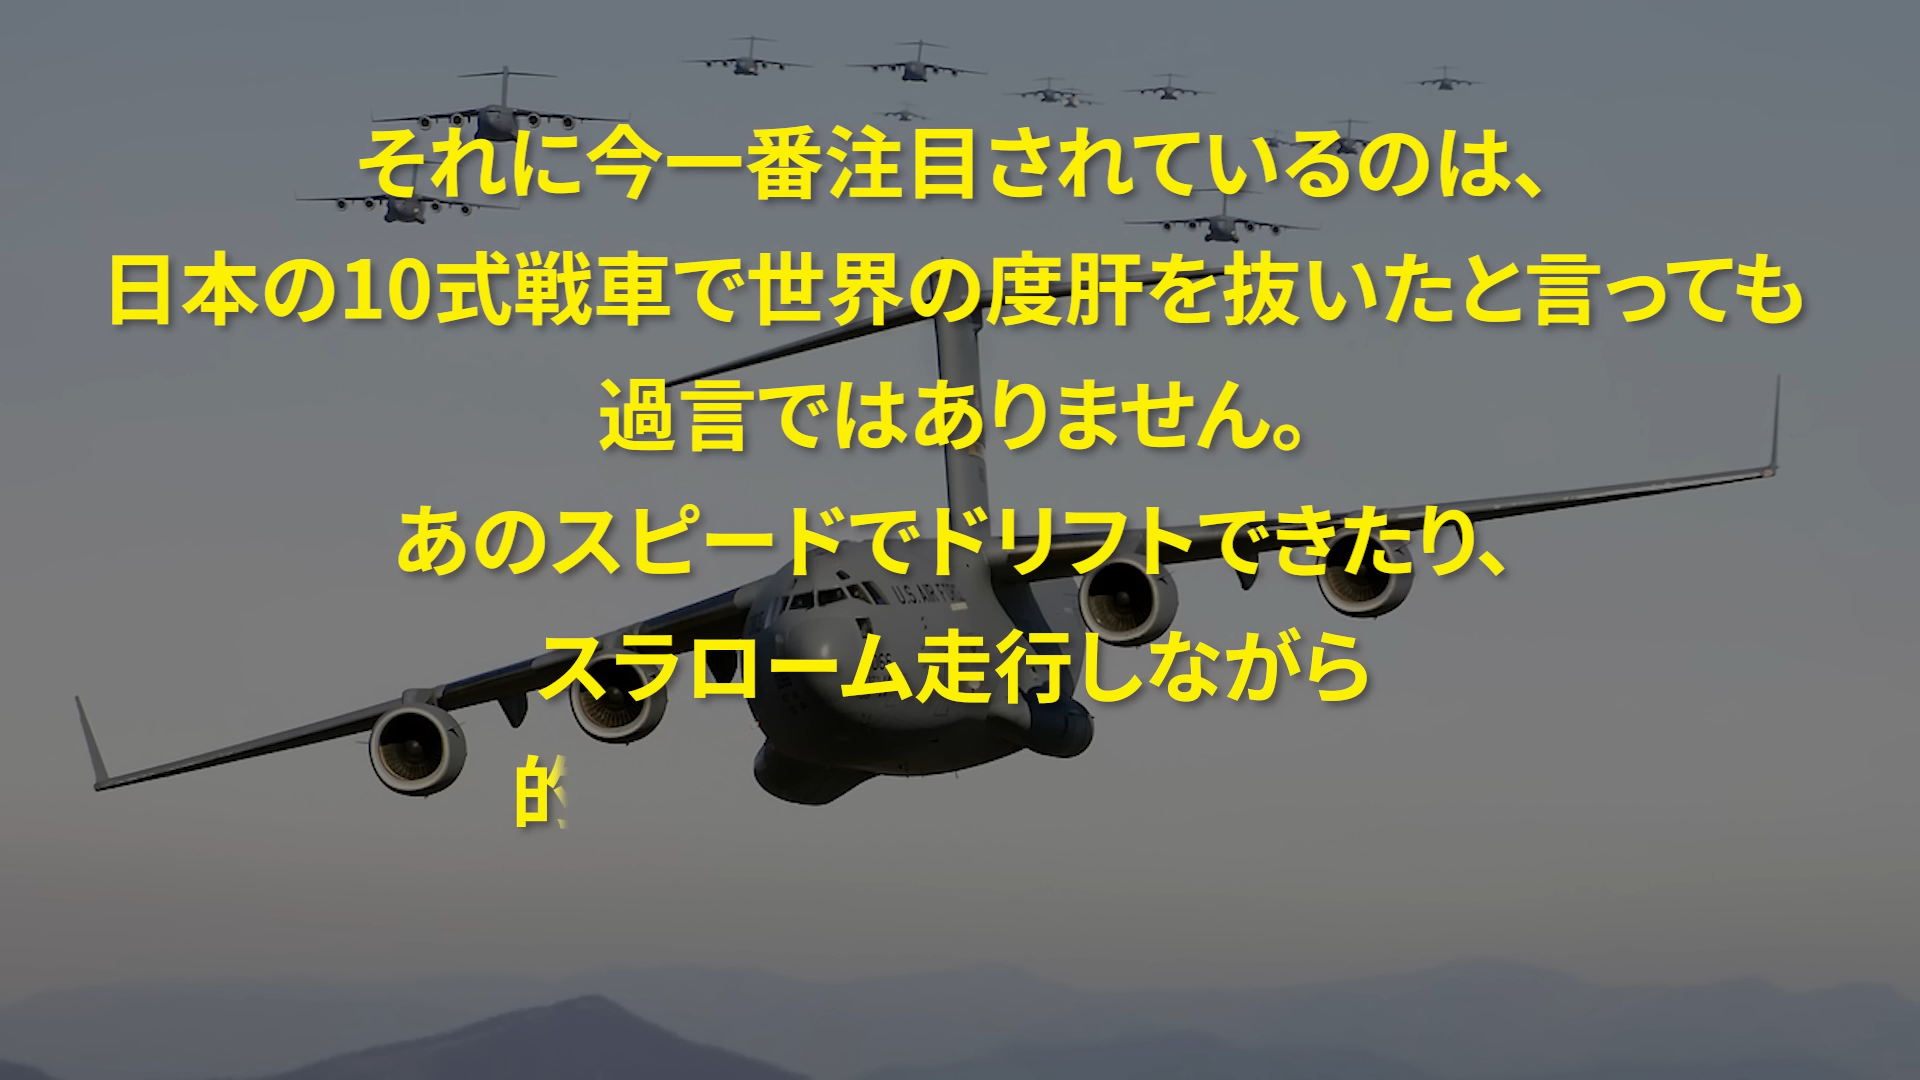 それに今一番注目されているのは、
日本の10式戦車で世界の度肝を抜いたと言っても
過言ではありません。
あのスピードでドリフトできたり、
スラローム走行しながら
的
U.S. AIR FORC